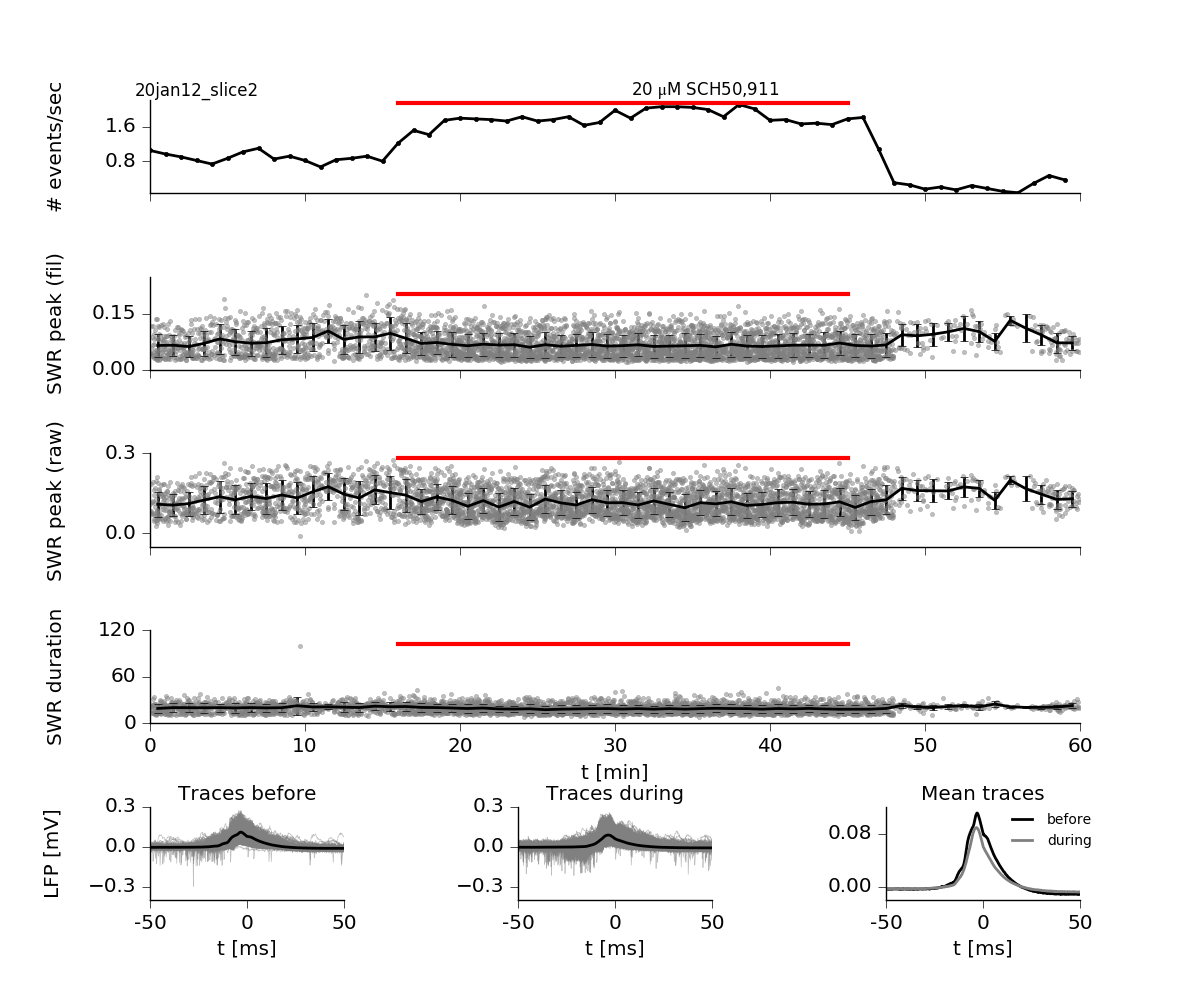 20jan12_slice2
20 µM SCH50,911
# events/sec
1.6
0.8
SWR peak (fil)
0.15
0.00
SWR peak (raw)
0.3
0.0
SWR duration
120
60
0
0 10 20 30 40 50 60
t [min]
Traces before
Traces during
Mean traces
LFP [mV]
0.3
0.0
−0.3
-50 0 50
t [ms]
0.3
0.0
−0.3
-50 0 50
t [ms]
0.08
0.00
before
during
-50 0 50
t [ms]